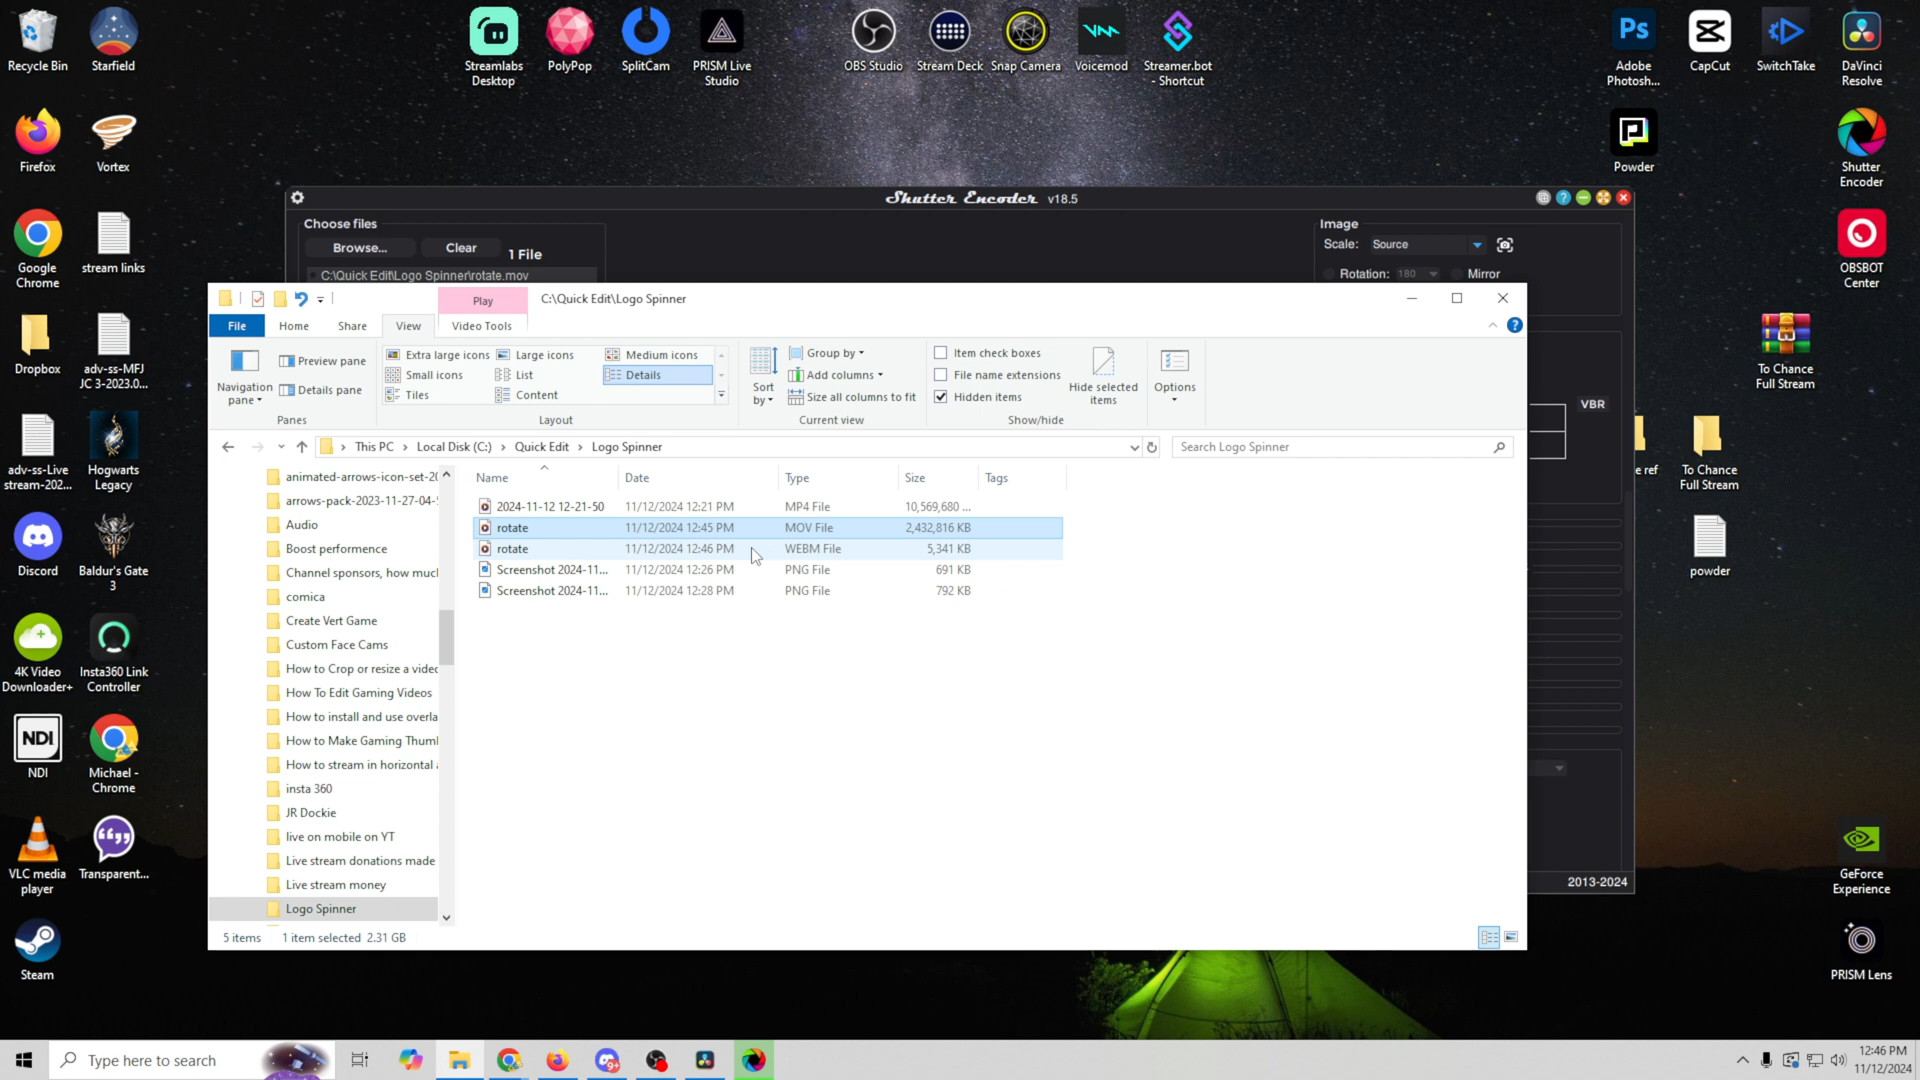 Recycle Bin
Starfield
Streamlabs Desktop
PolyPop
SplitCam
PRISM Live Studio
OBS Studio
Stream Deck
Snap Camera
Voicemod
Streamer.bot - Shortcut
Ps
Adobe Photosh...
CapCut
SwitchTake
DaVinci Resolve
Firefox
Vortex
Powder
Shutter Encoder
Google Chrome
stream links
OBSBOT Center
Dropbox
adv-ss-MFJ JC 3-2023.0...
To Chance Full Stream
adv-ss-Live stream-202...
Hogwarts Legacy
e ref
To Chance Full Stream
Discord
Baldur's Gate 3
powder
4K Video Downloader+
Insta360 Link Controller
NDI
NDI
Michael - Chrome
VLC media player
Transparent...
GeForce Experience
Steam
PRISM Lens
Shutter Encoder v18.5
Choose files
Browse...
Clear
1 File
C:\Quick Edit\Logo Spinner\rotate.mov
Image
Scale:
Source
Rotation:
180
Mirror
VBR
2013-2024
Play
C:\Quick Edit\Logo Spinner
File
Home
Share
View
Video Tools
Navigation pane
Preview pane
Details pane
Panes
Extra large icons
Large icons
Medium icons
Small icons
List
Details
Tiles
Content
Layout
Sort by
Group by
Add columns
Size all columns to fit
Current view
Item check boxes
File name extensions
Hidden items
Hide selected items
Show/hide
Options
This PC > Local Disk (C:) > Quick Edit > Logo Spinner
Search Logo Spinner
animated-arrows-icon-set-20
arrows-pack-2023-11-27-04-
Audio
Boost performence
Channel sponsors, how mucl
comica
Create Vert Game
Custom Face Cams
How to Crop or resize a videc
How To Edit Gaming Videos
How to install and use overla
How to Make Gaming Thuml
How to stream in horizontal a
insta 360
JR Dockie
live on mobile on YT
Live stream donations made
Live stream money
Logo Spinner
Name Date Type Size Tags
2024-11-12 12-21-50 11/12/2024 12:21 PM MP4 File 10,569,680 ...
rotate 11/12/2024 12:45 PM MOV File 2,432,816 KB
rotate 11/12/2024 12:46 PM WEBM File 5,341 KB
Screenshot 2024-11... 11/12/2024 12:26 PM PNG File 691 KB
Screenshot 2024-11... 11/12/2024 12:28 PM PNG File 792 KB
5 items 1 item selected 2.31 GB
Type here to search
12:46 PM
11/12/2024